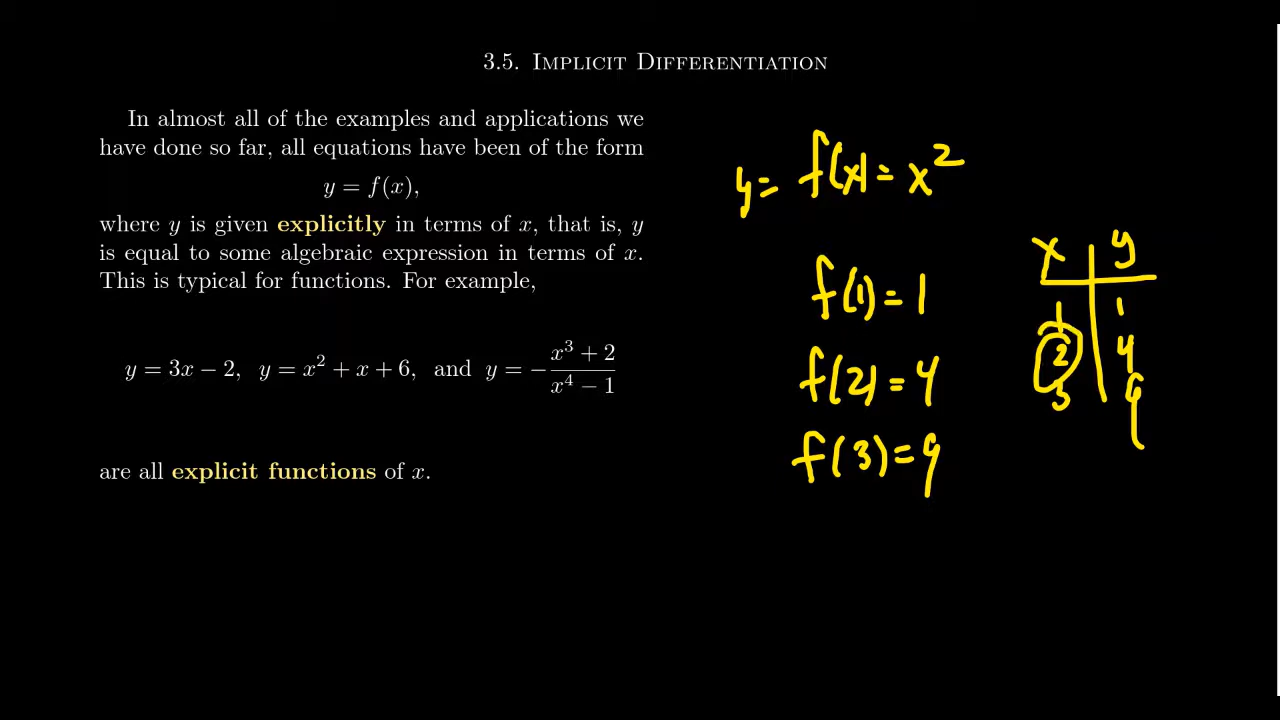 3.5. IMPLICIT DIFFERENTIATION
In almost all of the examples and applications we
have done so far, all equations have been of the form
y = f(x),
where y is given explicitly in terms of x, that is, y
is equal to some algebraic expression in terms of x.
This is typical for functions. For example,
y = 3x − 2, y = x² + x + 6, and y = −(x³ + 2)/(x⁴ − 1)
are all explicit functions of x.
y = f(x) = x²
f(1) = 1
f(2) = 4
f(3) = 9
x y
1 1
2 4
3 9